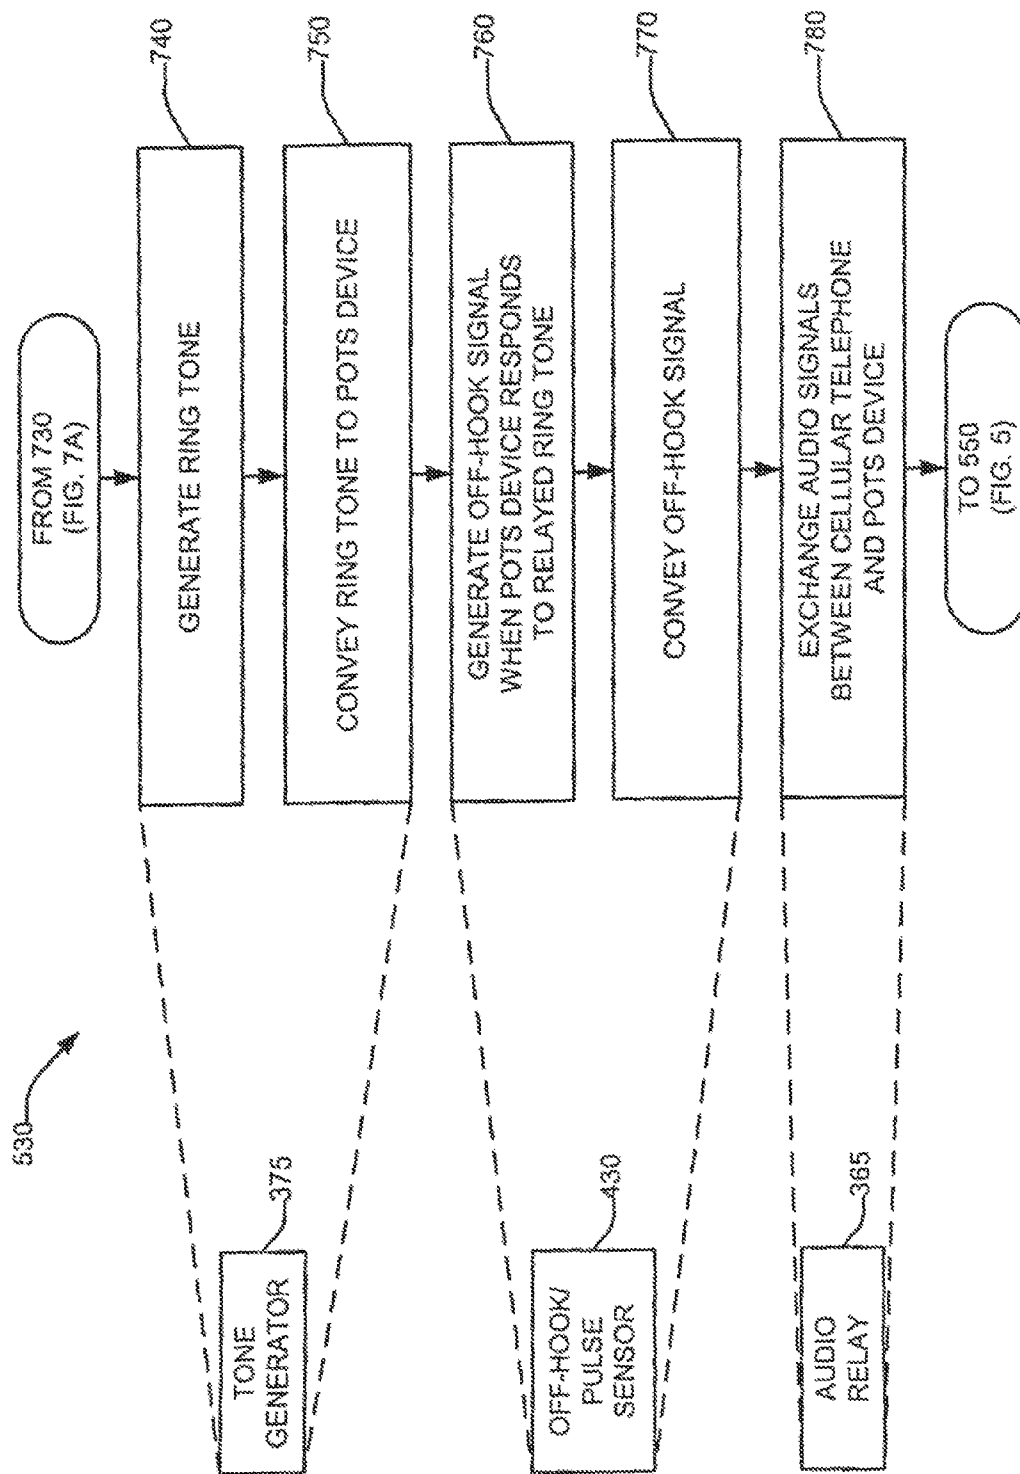 530
FROM 730
(FIG. 7A)
GENERATE RING TONE
740
CONVEY RING TONE TO POTS DEVICE
750
GENERATE OFF-HOOK SIGNAL
WHEN POTS DEVICE RESPONDS
TO RELAYED RING TONE
760
CONVEY OFF-HOOK SIGNAL
770
EXCHANGE AUDIO SIGNALS
BETWEEN CELLULAR TELEPHONE
AND POTS DEVICE
780
TO 550
(FIG. 5)
TONE
GENERATOR
375
OFF-HOOK/
PULSE
SENSOR
430
AUDIO
RELAY
365